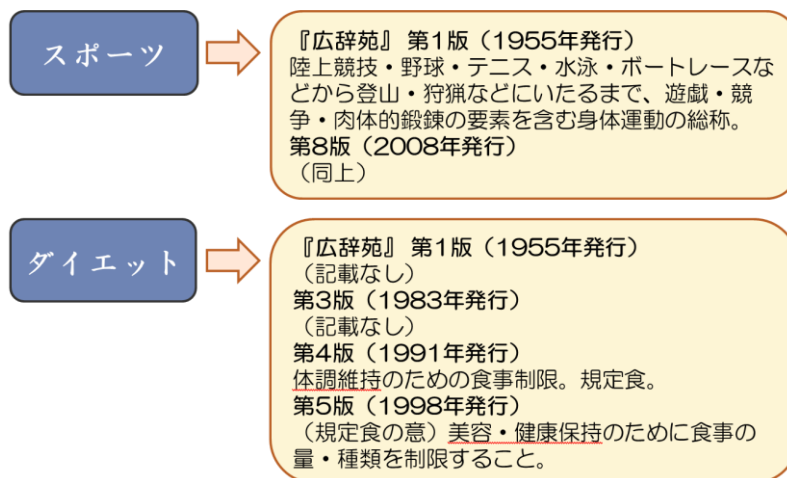 スポーツ
『広辞苑』 第1版（1955年発行）
陸上競技・野球・テニス・水泳・ボートレースな
どから登山・狩猟などにいたるまで、遊戯・競
争・肉体的鍛錬の要素を含む身体運動の総称。
第8版（2008年発行）
（同上）
ダイエット
『広辞苑』 第1版（1955年発行）
（記載なし）
第3版（1983年発行）
（記載なし）
第4版（1991年発行）
体調維持のための食事制限。規定食。
第5版（1998年発行）
（規定食の意）美容・健康保持のために食事の
量・種類を制限すること。